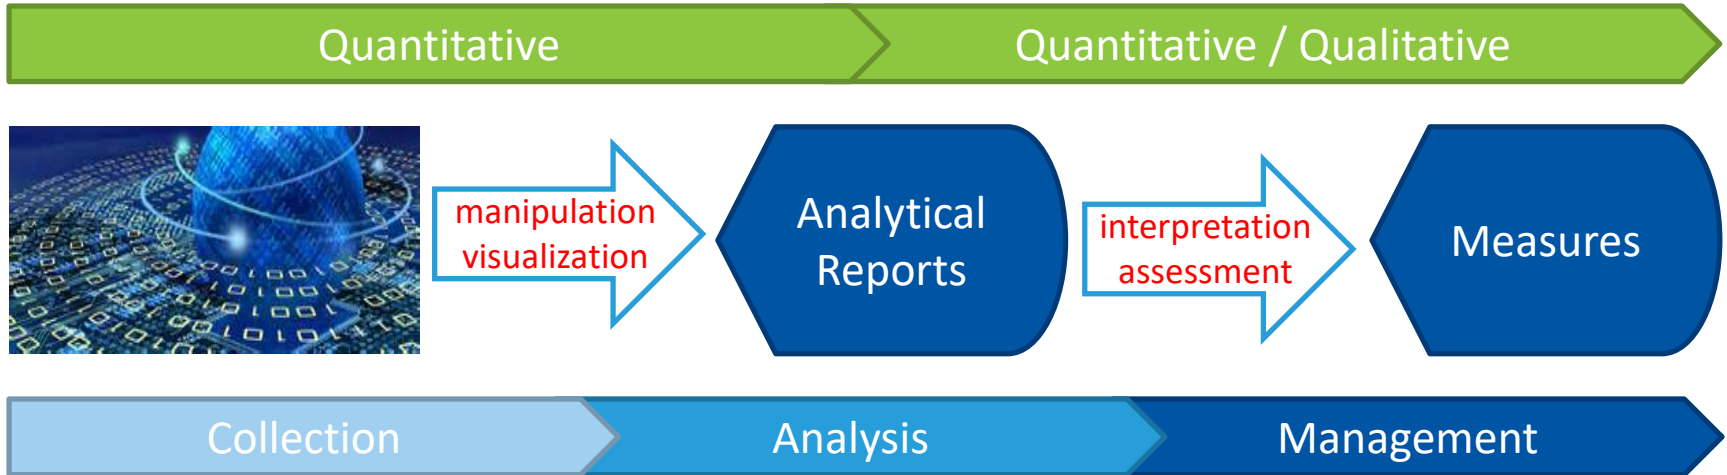 Quantitative
Quantitative / Qualitative
manipulation
visualization
Analytical
Reports
interpretation
assessment
Measures
Collection
Analysis
Management